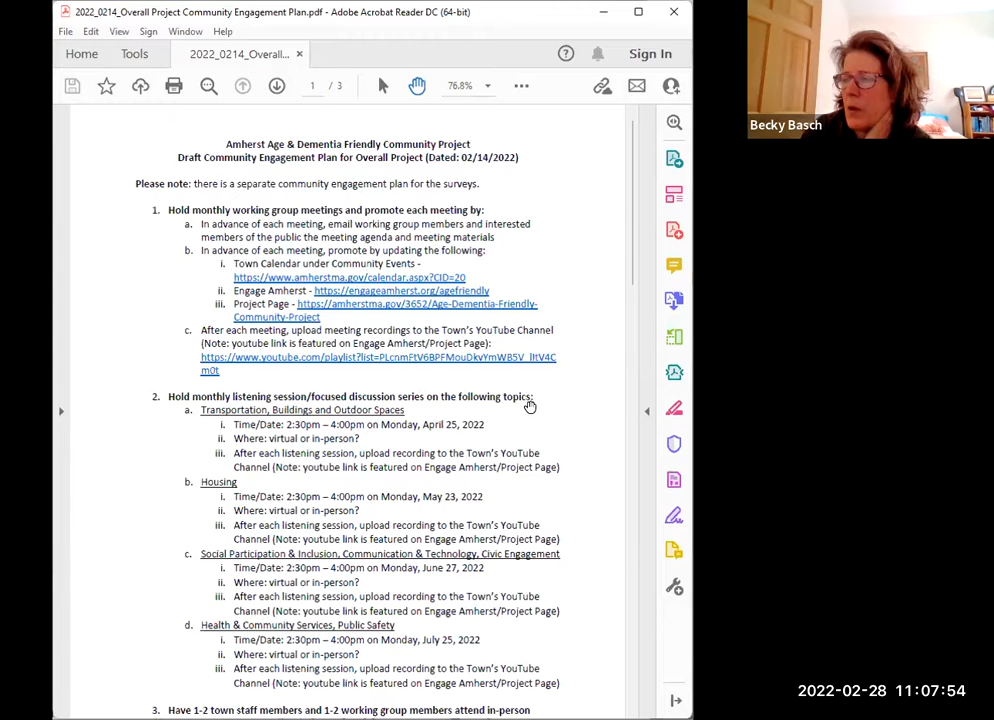 2022_0214_Overall Project Community Engagement Plan.pdf - Adobe Acrobat Reader DC (64-bit)
File Edit View Sign Window Help
Home Tools 2022_0214_Overall... × Sign In
1 / 3 76.8%
Amherst Age & Dementia Friendly Community Project
Draft Community Engagement Plan for Overall Project (Dated: 02/14/2022)
Please note: there is a separate community engagement plan for the surveys.
1. Hold monthly working group meetings and promote each meeting by:
a. In advance of each meeting, email working group members and interested
members of the public the meeting agenda and meeting materials
b. In advance of each meeting, promote by updating the following:
i. Town Calendar under Community Events -
https://www.amherstma.gov/calendar.aspx?CID=20
ii. Engage Amherst - https://engageamherst.org/agefriendly
iii. Project Page - https://amherstma.gov/3652/Age-Dementia-Friendly-
Community-Project
c. After each meeting, upload meeting recordings to the Town's YouTube Channel
(Note: youtube link is featured on Engage Amherst/Project Page):
https://www.youtube.com/playlist?list=PLcnmFtV6BPFMouDkvYmWB5V_ltV4C
m0t
2. Hold monthly listening session/focused discussion series on the following topics:
a. Transportation, Buildings and Outdoor Spaces
i. Time/Date: 2:30pm – 4:00pm on Monday, April 25, 2022
ii. Where: virtual or in-person?
iii. After each listening session, upload recording to the Town's YouTube
Channel (Note: youtube link is featured on Engage Amherst/Project Page)
b. Housing
i. Time/Date: 2:30pm – 4:00pm on Monday, May 23, 2022
ii. Where: virtual or in-person?
iii. After each listening session, upload recording to the Town's YouTube
Channel (Note: youtube link is featured on Engage Amherst/Project Page)
c. Social Participation & Inclusion, Communication & Technology, Civic Engagement
i. Time/Date: 2:30pm – 4:00pm on Monday, June 27, 2022
ii. Where: virtual or in-person?
iii. After each listening session, upload recording to the Town's YouTube
Channel (Note: youtube link is featured on Engage Amherst/Project Page)
d. Health & Community Services, Public Safety
i. Time/Date: 2:30pm – 4:00pm on Monday, July 25, 2022
ii. Where: virtual or in-person?
iii. After each listening session, upload recording to the Town's YouTube
Channel (Note: youtube link is featured on Engage Amherst/Project Page)
3. Have 1-2 town staff members and 1-2 working group members attend in-person
Becky Basch
2022-02-28 11:07:54